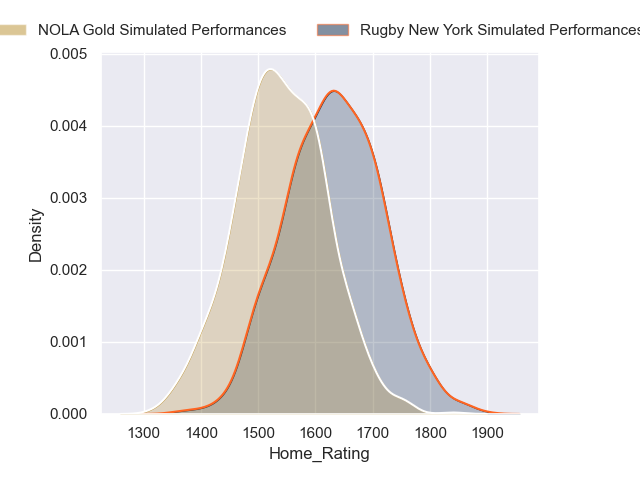 NOLA Gold Simulated Performances Rugby New York Simulated Performances
0.005
0.004
0.003
0.002
0.001
0.000
Density
1300 1400 1500 1600 1700 1800 1900
Home_Rating